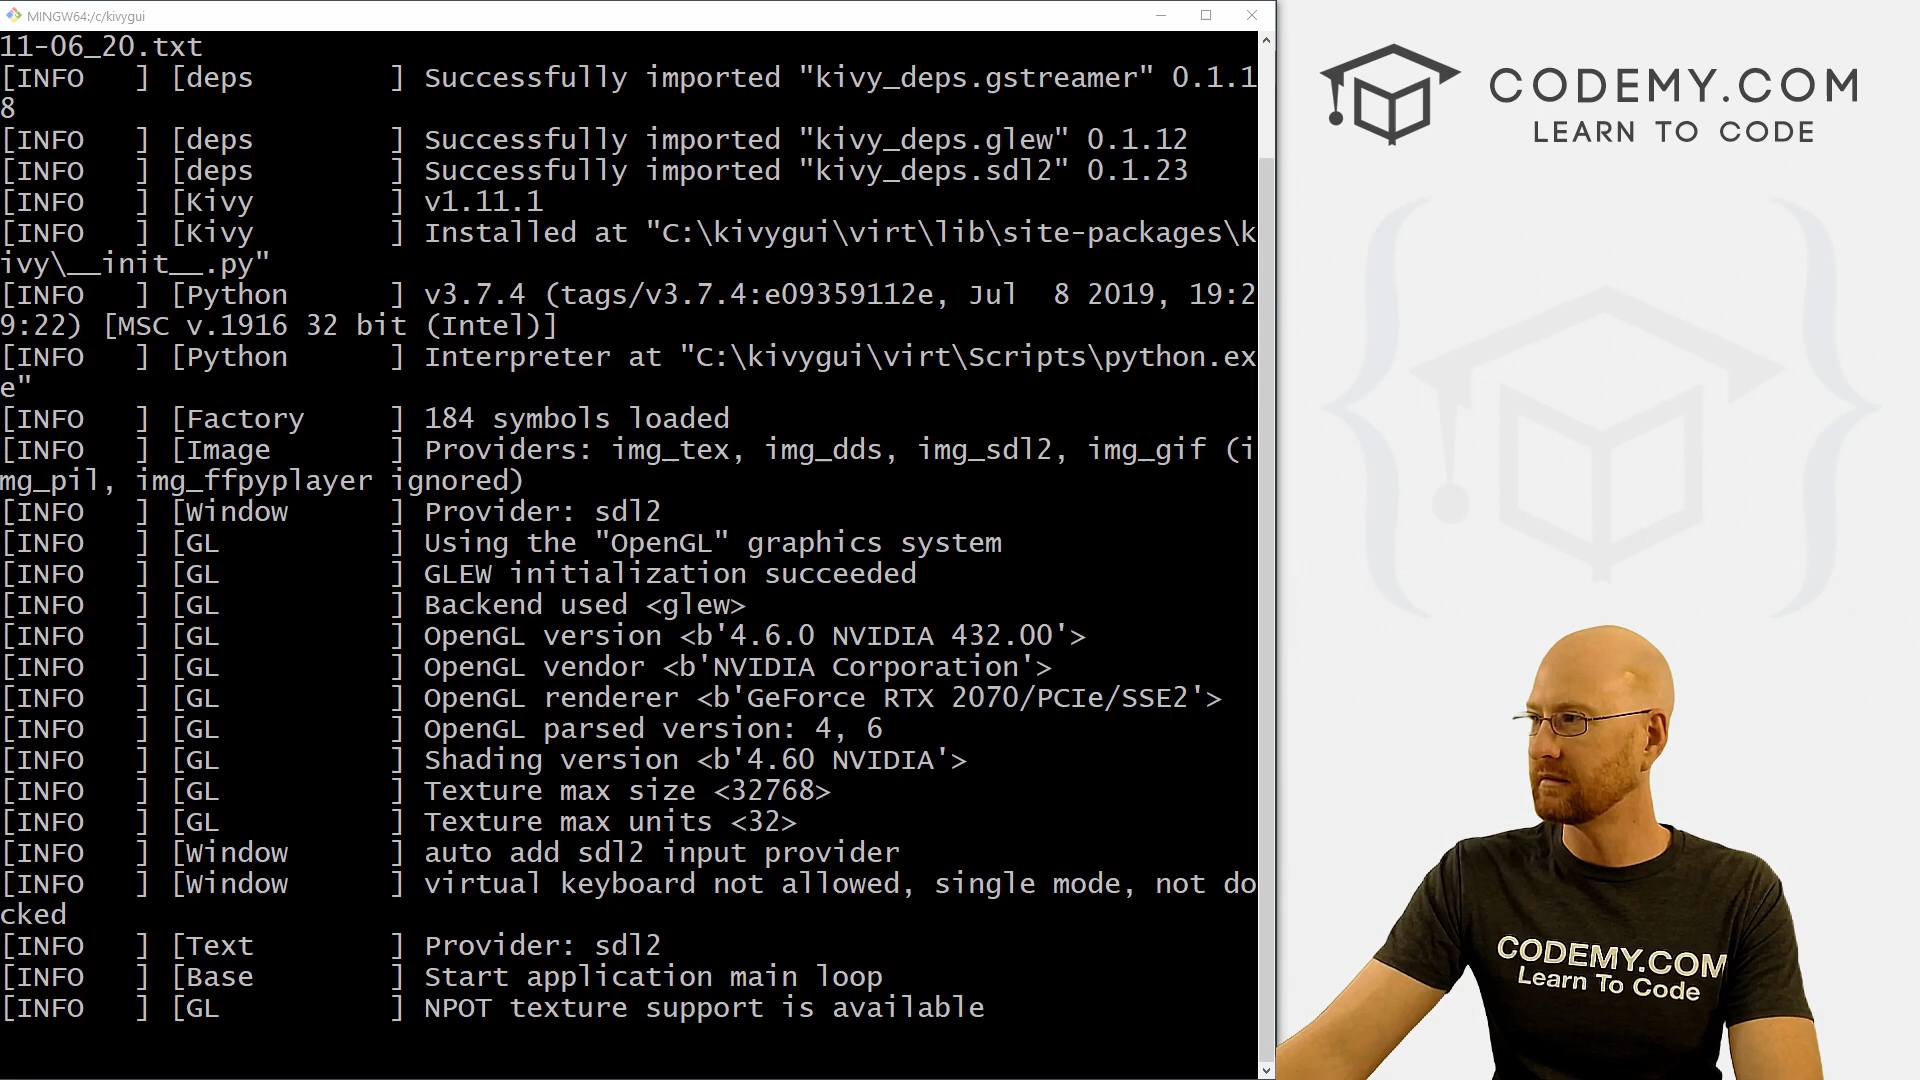 MINGW64:/c/kivygui
11-06_20.txt
[INFO   ] [deps        ] Successfully imported "kivy_deps.gstreamer" 0.1.1
8
[INFO   ] [deps        ] Successfully imported "kivy_deps.glew" 0.1.12
[INFO   ] [deps        ] Successfully imported "kivy_deps.sdl2" 0.1.23
[INFO   ] [Kivy        ] v1.11.1
[INFO   ] [Kivy        ] Installed at "C:\kivygui\virt\lib\site-packages\k
ivy\__init__.py"
[INFO   ] [Python      ] v3.7.4 (tags/v3.7.4:e09359112e, Jul  8 2019, 19:2
9:22) [MSC v.1916 32 bit (Intel)]
[INFO   ] [Python      ] Interpreter at "C:\kivygui\virt\Scripts\python.ex
e"
[INFO   ] [Factory     ] 184 symbols loaded
[INFO   ] [Image       ] Providers: img_tex, img_dds, img_sdl2, img_gif (i
mg_pil, img_ffpyplayer ignored)
[INFO   ] [Window      ] Provider: sdl2
[INFO   ] [GL          ] Using the "OpenGL" graphics system
[INFO   ] [GL          ] GLEW initialization succeeded
[INFO   ] [GL          ] Backend used <glew>
[INFO   ] [GL          ] OpenGL version <b'4.6.0 NVIDIA 432.00'>
[INFO   ] [GL          ] OpenGL vendor <b'NVIDIA Corporation'>
[INFO   ] [GL          ] OpenGL renderer <b'GeForce RTX 2070/PCIe/SSE2'>
[INFO   ] [GL          ] OpenGL parsed version: 4, 6
[INFO   ] [GL          ] Shading version <b'4.60 NVIDIA'>
[INFO   ] [GL          ] Texture max size <32768>
[INFO   ] [GL          ] Texture max units <32>
[INFO   ] [Window      ] auto add sdl2 input provider
[INFO   ] [Window      ] virtual keyboard not allowed, single mode, not do
cked
[INFO   ] [Text        ] Provider: sdl2
[INFO   ] [Base        ] Start application main loop
[INFO   ] [GL          ] NPOT texture support is available
CODEMY.COM
LEARN TO CODE
CODEMY.COM
Learn To Code